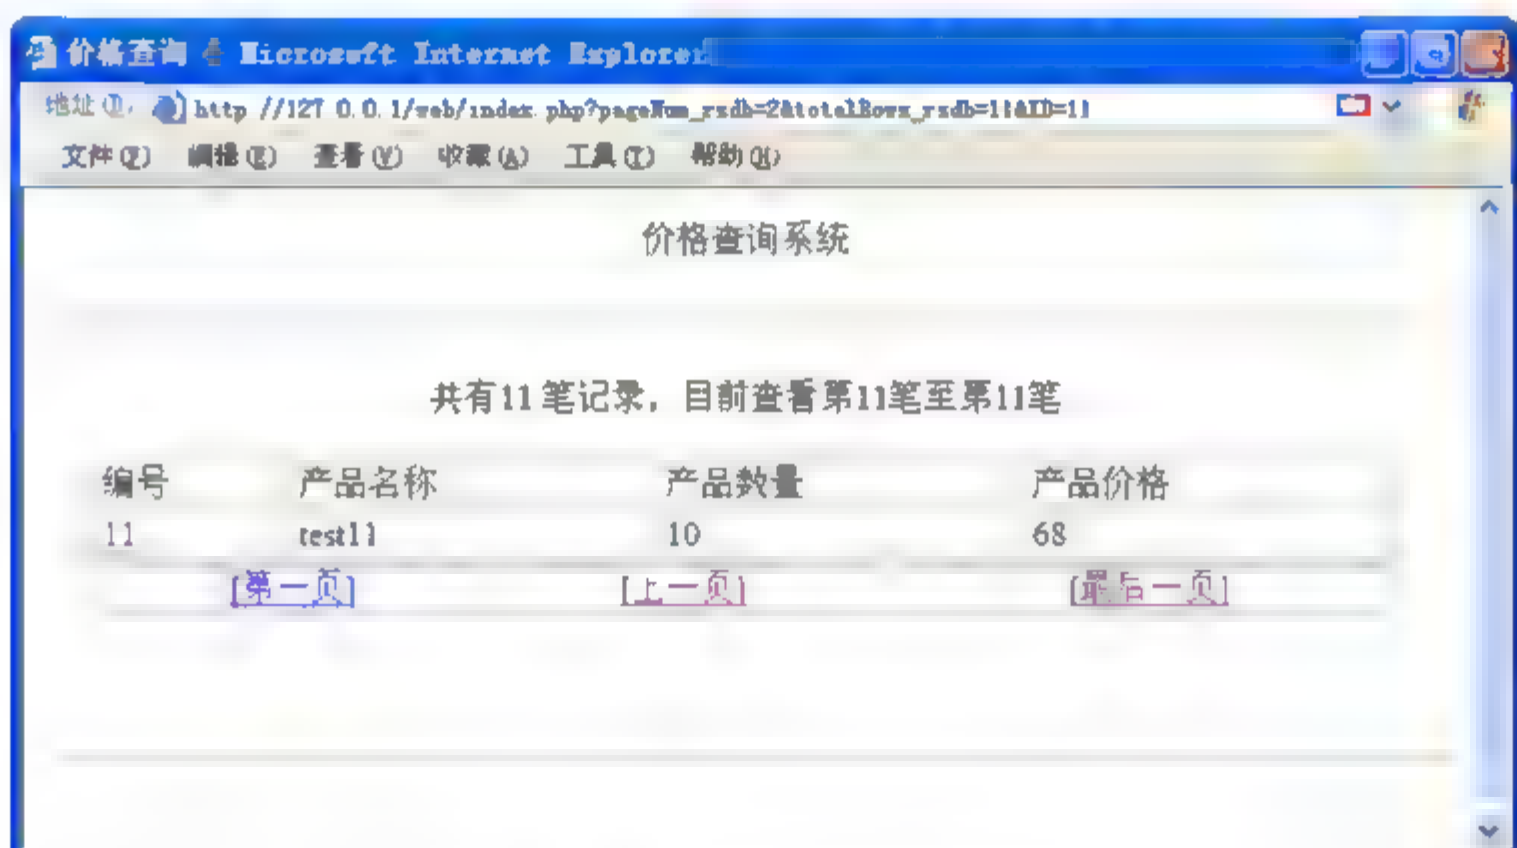 价格查询 - Microsoft Internet Explorer
地址(D) http://127.0.0.1/web/index.php?pageNum_rsdb=2&totalRows_rsdb=11&ID=11
文件(F) 编辑(E) 查看(V) 收藏(A) 工具(T) 帮助(H)
价格查询系统
共有11笔记录，目前查看第11笔至第11笔
编号 产品名称 产品数量 产品价格
11 test11 10 68
[第一页] [上一页] [最后一页]